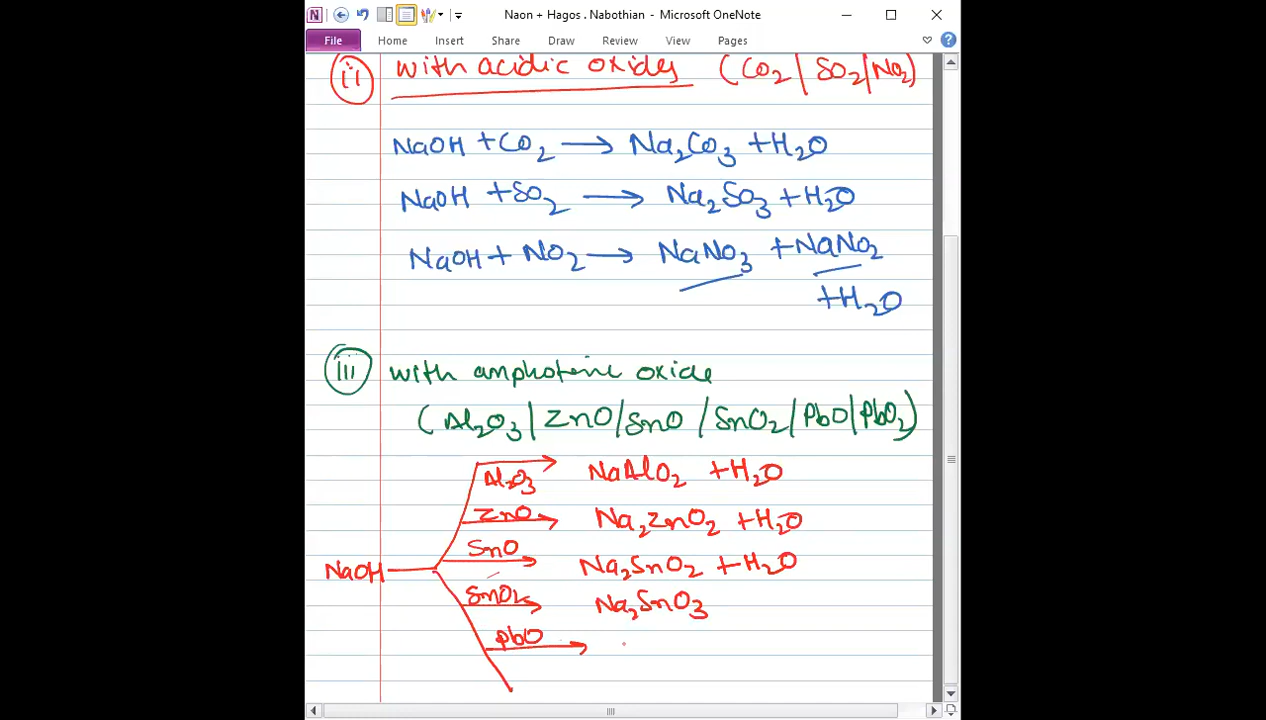 Naon + Hagos . Nabothian - Microsoft OneNote
File Home Insert Share Draw Review View Pages
(ii) with acidic oxides (CO2 | SO2 | NO2)
NaOH + CO2 → Na2CO3 + H2O
NaOH + SO2 → Na2SO3 + H2O
NaOH + NO2 → NaNO3 + NaNO2
+ H2O
(iii) with amphoteric oxide
(Al2O3 | ZnO / SnO / SnO2 | PbO | PbO2)
Al2O3 → NaAlO2 + H2O
ZnO → Na2ZnO2 + H2O
SnO → Na2SnO2 + H2O
NaOH
SnO2 → Na2SnO3
PbO →